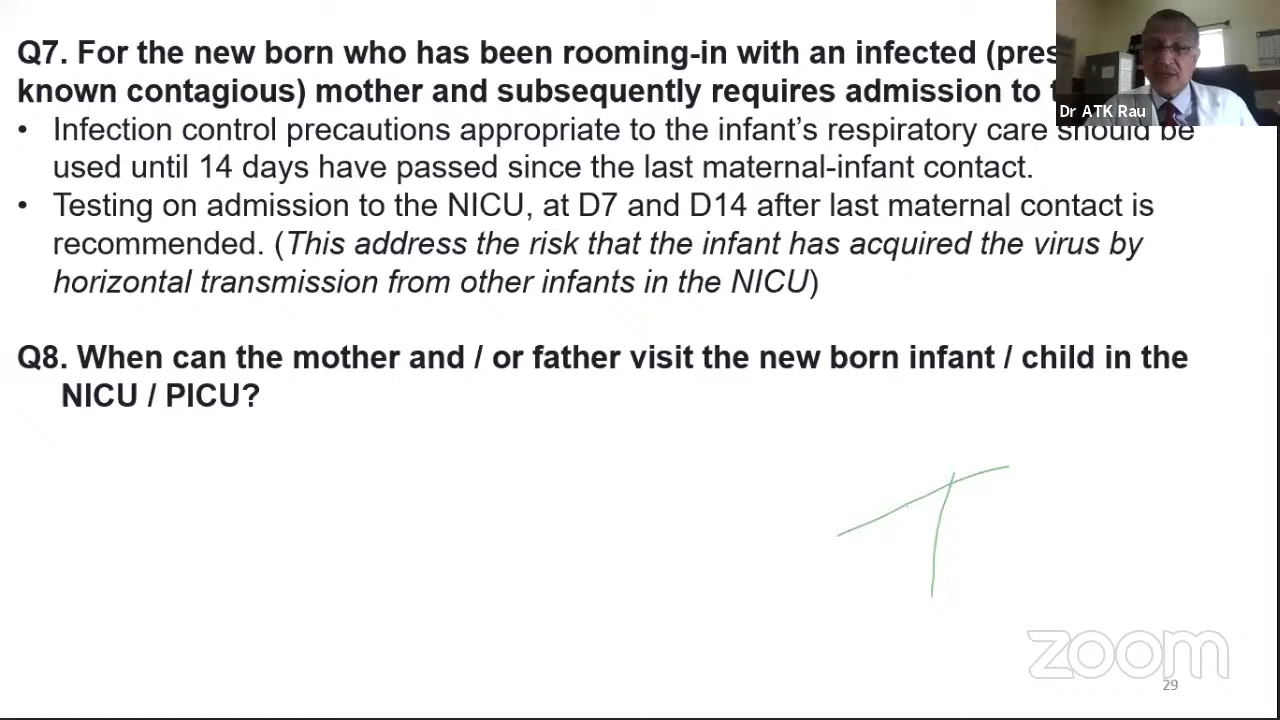 Q7. For the new born who has been rooming-in with an infected
known contagious) mother and subsequently requires admission to
Dr ATK Rau
• Infection control precautions appropriate to the infant's respiratory care should be
used until 14 days have passed since the last maternal-infant contact.
• Testing on admission to the NICU, at D7 and D14 after last maternal contact is
recommended. (This address the risk that the infant has acquired the virus by
horizontal transmission from other infants in the NICU)
Q8. When can the mother and / or father visit the new born infant / child in the
NICU / PICU?
zoom
29